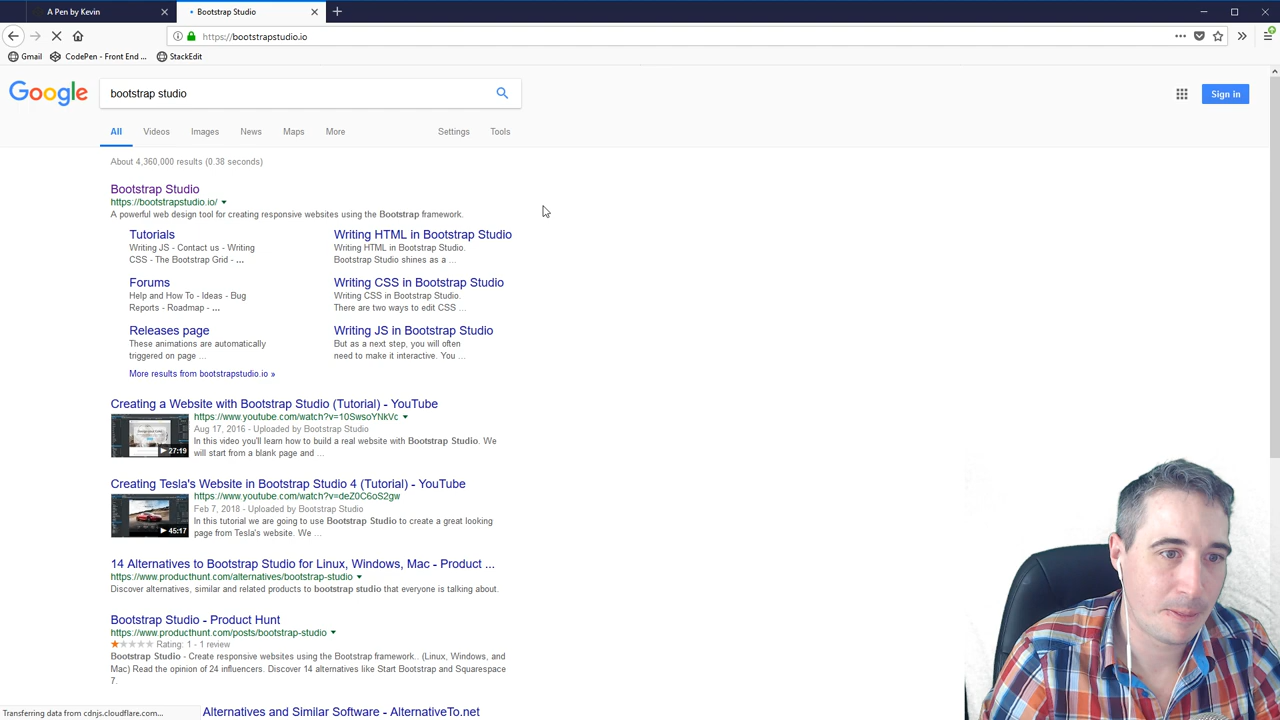 A Pen by Kevin
Bootstrap Studio
https://bootstrapstudio.io
Gmail
CodePen - Front End ...
StackEdit
Google
bootstrap studio
Sign in
All
Videos
Images
News
Maps
More
Settings
Tools
About 4,360,000 results (0.38 seconds)
Bootstrap Studio
https://bootstrapstudio.io/
A powerful web design tool for creating responsive websites using the Bootstrap framework.
Tutorials
Writing JS - Contact us - Writing
CSS - The Bootstrap Grid - ...
Writing HTML in Bootstrap Studio
Writing HTML in Bootstrap Studio.
Bootstrap Studio shines as a ...
Forums
Help and How To - Ideas - Bug
Reports - Roadmap - ...
Writing CSS in Bootstrap Studio
Writing CSS in Bootstrap Studio.
There are two ways to edit CSS ...
Releases page
These animations are automatically
triggered on page ...
Writing JS in Bootstrap Studio
But as a next step, you will often
need to make it interactive. You ...
More results from bootstrapstudio.io »
Creating a Website with Bootstrap Studio (Tutorial) - YouTube
https://www.youtube.com/watch?v=10SwsoYNkVc
Aug 17, 2016 - Uploaded by Bootstrap Studio
In this video you'll learn how to build a real website with Bootstrap Studio. We
will start from a blank page and ...
27:19
Creating Tesla's Website in Bootstrap Studio 4 (Tutorial) - YouTube
https://www.youtube.com/watch?v=deZ0C6oS2gw
Feb 7, 2018 - Uploaded by Bootstrap Studio
In this tutorial we are going to use Bootstrap Studio to create a great looking
page from Tesla's website. We ...
45:17
14 Alternatives to Bootstrap Studio for Linux, Windows, Mac - Product ...
https://www.producthunt.com/alternatives/bootstrap-studio
Discover alternatives, similar and related products to bootstrap studio that everyone is talking about.
Bootstrap Studio - Product Hunt
https://www.producthunt.com/posts/bootstrap-studio
Rating: 1 - 1 review
Bootstrap Studio - Create responsive websites using the Bootstrap framework.. (Linux, Windows, and
Mac) Read the opinion of 24 influencers. Discover 14 alternatives like Start Bootstrap and Squarespace
7.
Alternatives and Similar Software - AlternativeTo.net
Transferring data from cdnjs.cloudflare.com...